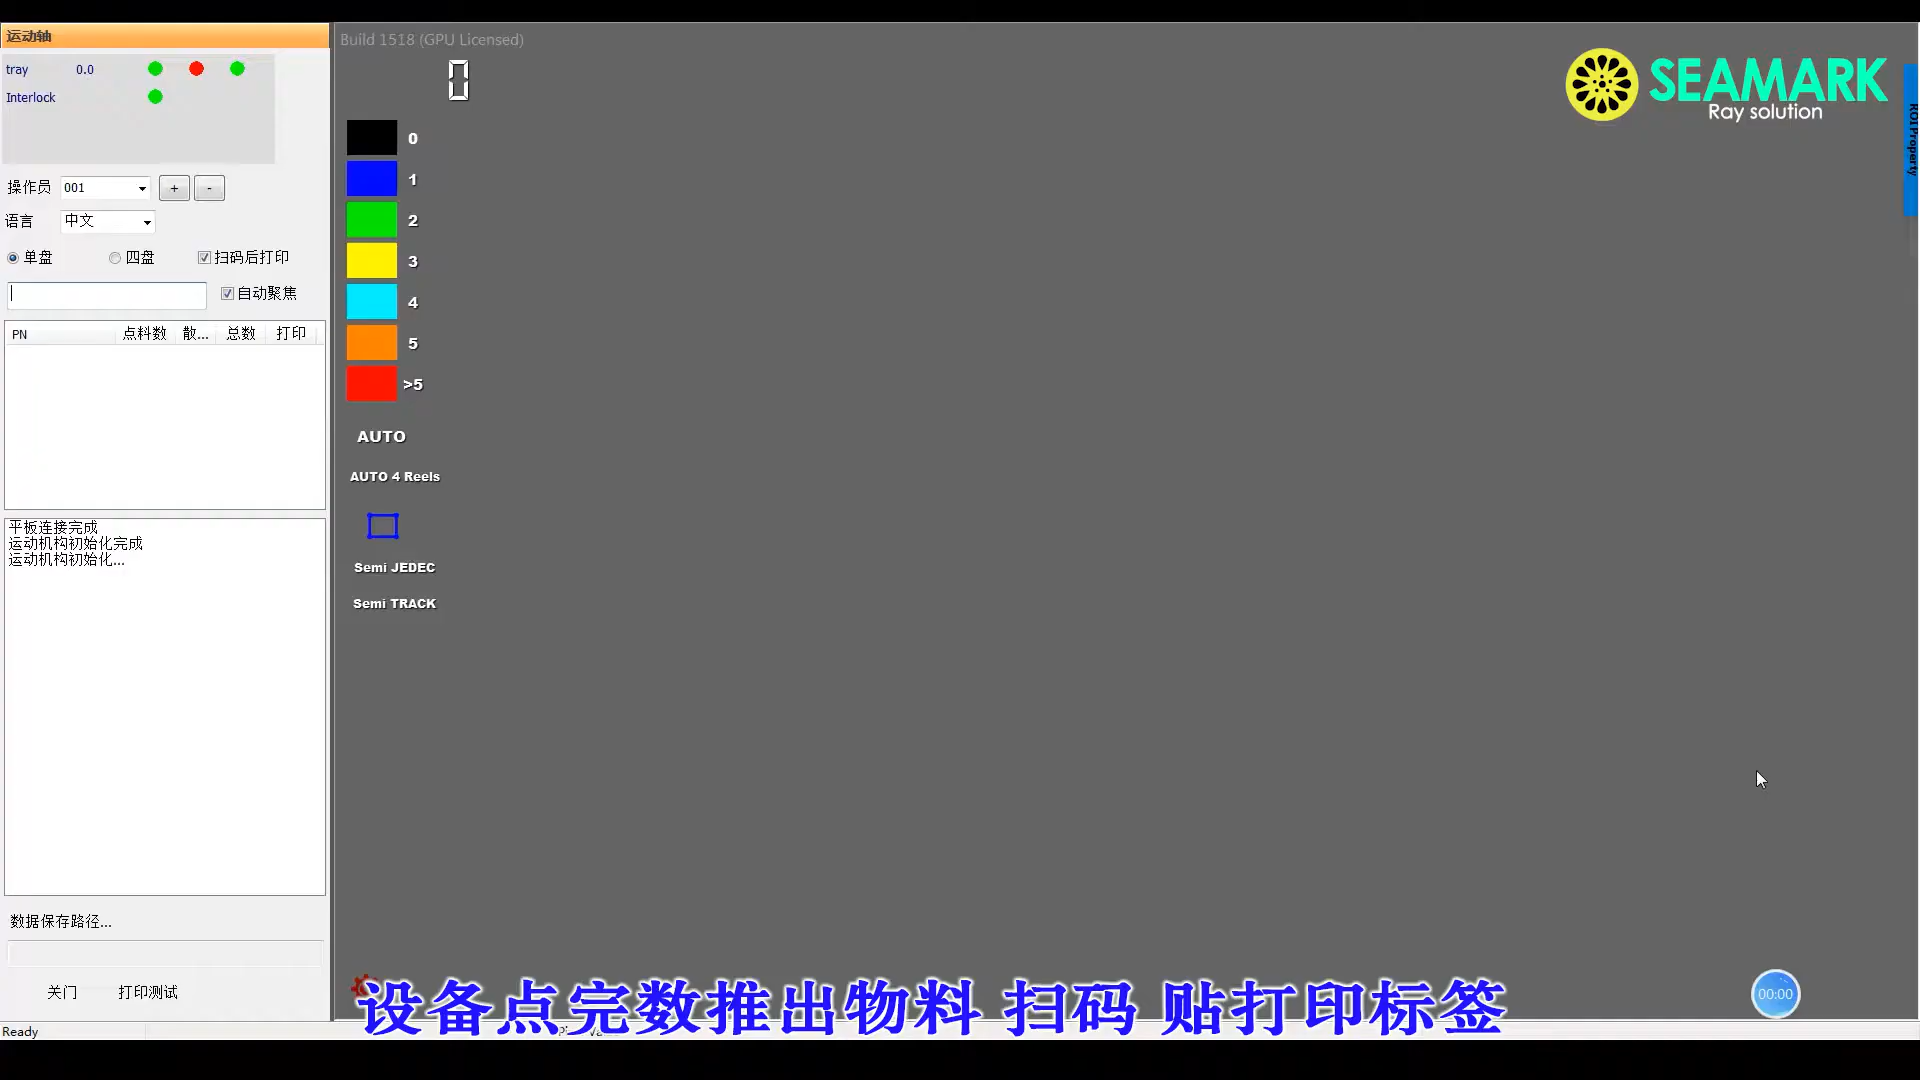 运动轴
tray 0.0
Interlock
操作员 001 + -
语言 中文
单盘 四盘 扫码后打印
自动聚焦
PN 点料数 散... 总数 打印
平板连接完成
运动机构初始化完成
运动机构初始化...
数据保存路径...
关门 打印测试
Ready
Build 1518 (GPU Licensed)
0
0
1
2
3
4
5
>5
AUTO
AUTO 4 Reels
Semi JEDEC
Semi TRACK
SEAMARK
Ray solution
ROI Property
00:00
设备点完数推出物料 扫码 贴打印标签